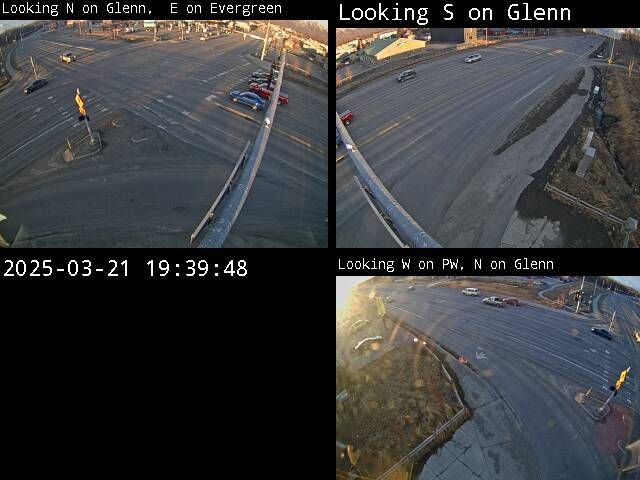 Looking N on Glenn,  E on Evergreen
Looking S on Glenn
2025-03-21 19:39:48
Looking W on PW, N on Glenn